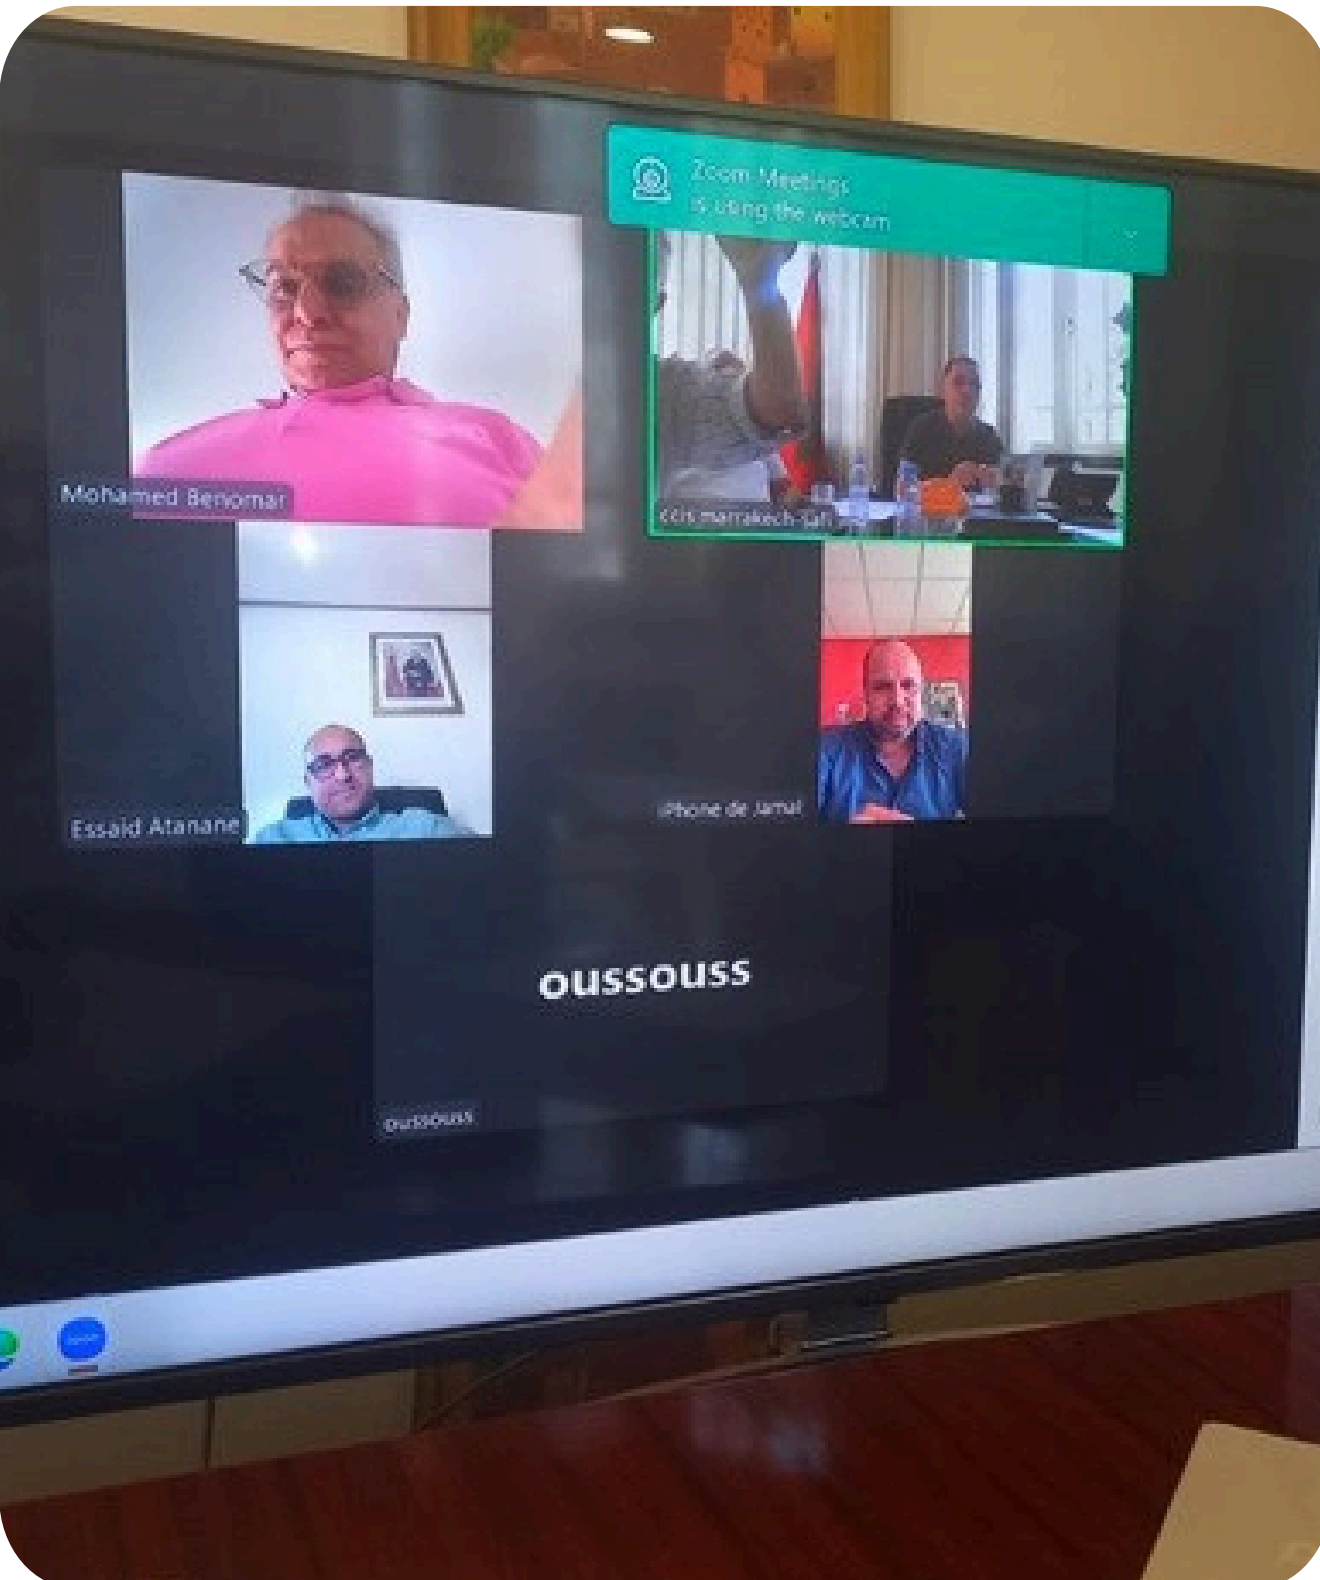 Zoom Meetings
is using the webcam
Mohamed Benomar
ccis marrakech-safi
Essaid Atanane
iPhone de Jamal
oussouss
oussouss